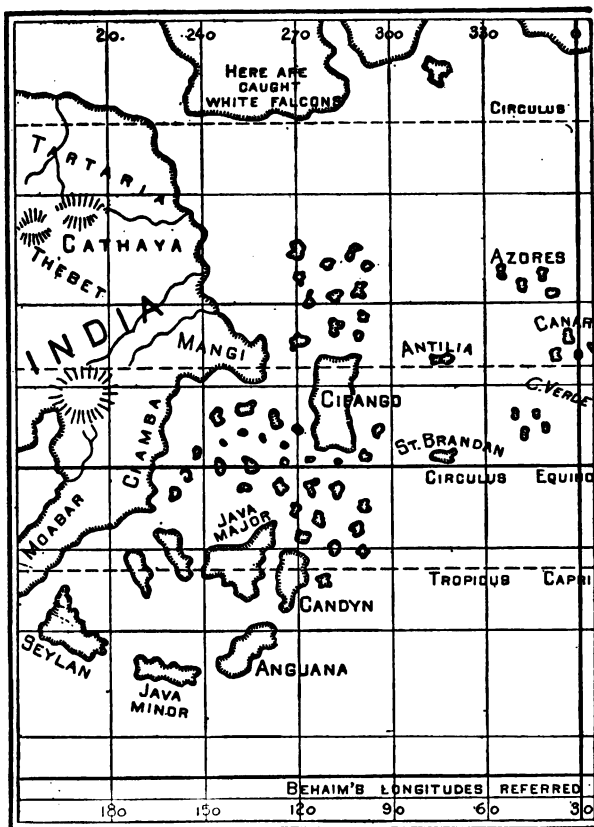 20. 240 270 300 330
HERE ARE
CAUGHT
WHITE FALCONS
CIRCULUS
TARTARIA
CATHAYA
THEBET
AZORES
INDIA
MANGI
ANTILIA
CANAR
CIPANGO
G. VERDE
CIAMBA
ST. BRANDAN
CIRCULUS EQUINO
MOABAR
JAVA
MAJOR
TROPICUS CAPRI
CANDYN
SEYLAN
ANGUANA
JAVA
MINOR
BEHAIM'S LONGITUDES REFERRED
180 150 120 90 60 30